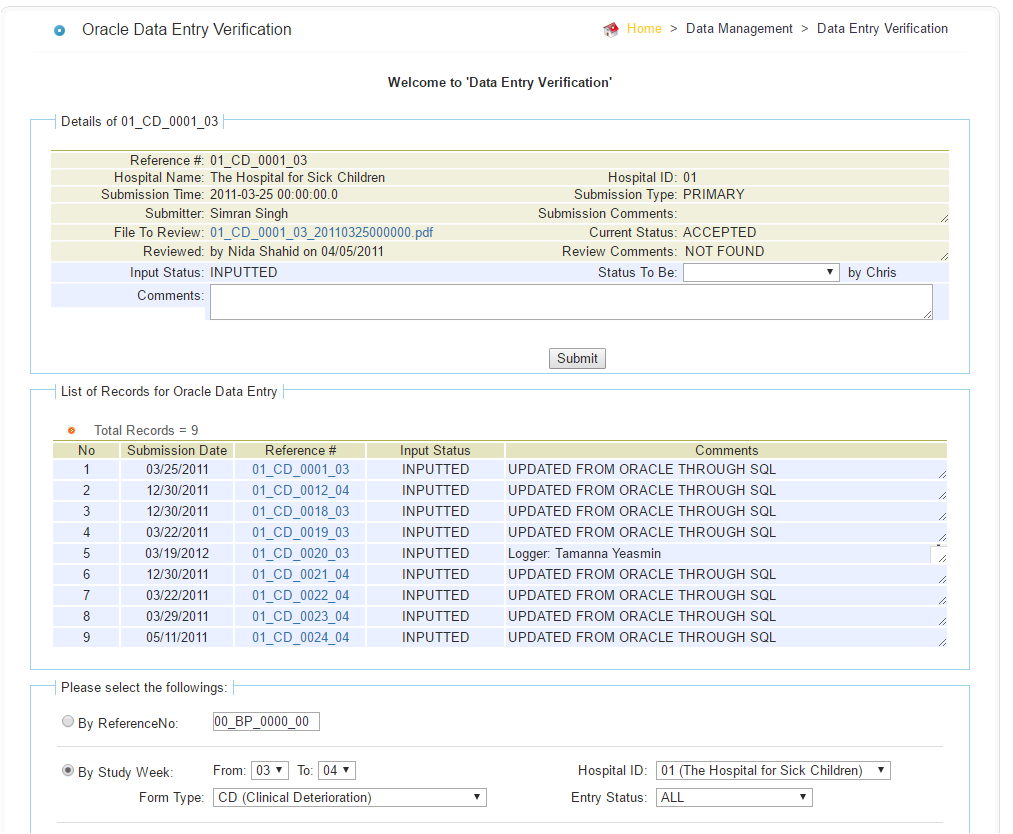 Oracle Data Entry Verification Home > Data Management > Data Entry Verification
Welcome to 'Data Entry Verification'
Details of 01_CD_0001_03
Reference #: 01_CD_0001_03
Hospital Name: The Hospital for Sick Children Hospital ID: 01
Submission Time: 2011-03-25 00:00:00.0 Submission Type: PRIMARY
Submitter: Simran Singh Submission Comments:
File To Review: 01_CD_0001_03_20110325000000.pdf Current Status: ACCEPTED
Reviewed: by Nida Shahid on 04/05/2011 Review Comments: NOT FOUND
Input Status: INPUTTED Status To Be: by Chris
Comments:
Submit
List of Records for Oracle Data Entry
Total Records = 9
No Submission Date Reference # Input Status Comments
1 03/25/2011 01_CD_0001_03 INPUTTED UPDATED FROM ORACLE THROUGH SQL
2 12/30/2011 01_CD_0012_04 INPUTTED UPDATED FROM ORACLE THROUGH SQL
3 12/30/2011 01_CD_0018_03 INPUTTED UPDATED FROM ORACLE THROUGH SQL
4 03/22/2011 01_CD_0019_03 INPUTTED UPDATED FROM ORACLE THROUGH SQL
5 03/19/2012 01_CD_0020_03 INPUTTED Logger: Tamanna Yeasmin
6 12/30/2011 01_CD_0021_04 INPUTTED UPDATED FROM ORACLE THROUGH SQL
7 03/22/2011 01_CD_0022_04 INPUTTED UPDATED FROM ORACLE THROUGH SQL
8 03/29/2011 01_CD_0023_04 INPUTTED UPDATED FROM ORACLE THROUGH SQL
9 05/11/2011 01_CD_0024_04 INPUTTED UPDATED FROM ORACLE THROUGH SQL
Please select the followings:
By ReferenceNo: 00_BP_0000_00
By Study Week: From: 03 To: 04 Hospital ID: 01 (The Hospital for Sick Children)
Form Type: CD (Clinical Deterioration) Entry Status: ALL